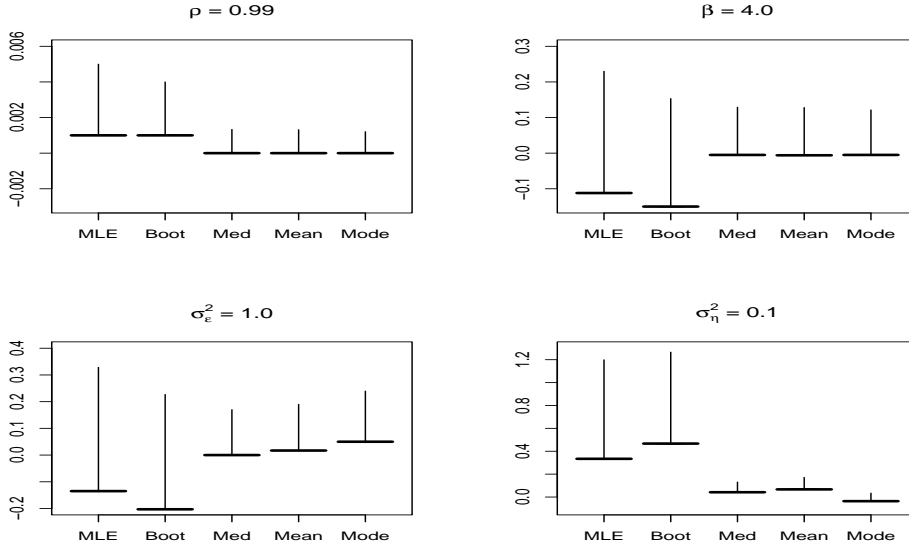 ρ = 0.99
0.006
0.002
−0.002
MLE Boot Med Mean Mode
β = 4.0
0.3
0.2
0.1
0.0
−0.1
MLE Boot Med Mean Mode
σ²ε = 1.0
0.4
0.3
0.2
0.1
0.0
−0.2
MLE Boot Med Mean Mode
σ²η = 0.1
1.2
0.8
0.4
0.0
MLE Boot Med Mean Mode